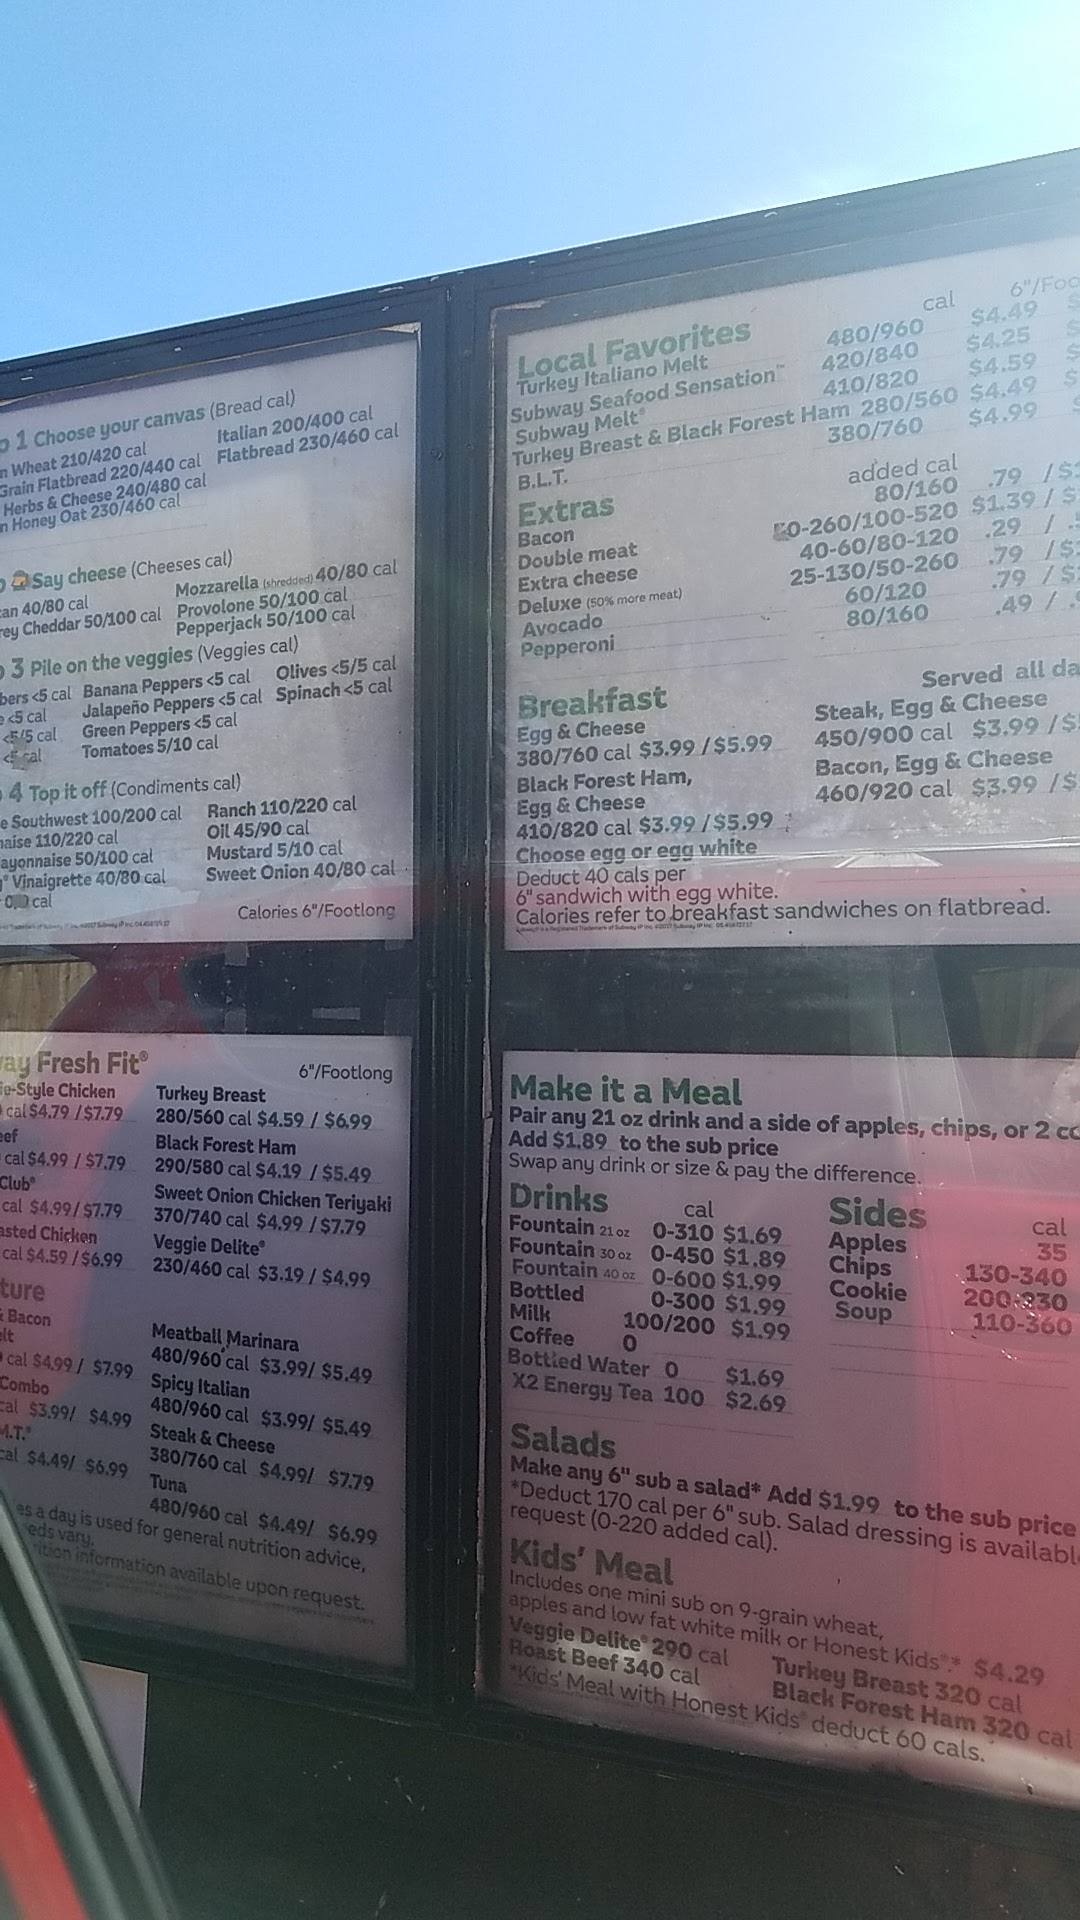 1 Choose your canvas (Bread cal)
Wheat 210/420 cal
Italian 200/400 cal
Grain Flatbread 220/440 cal
Flatbread 230/460 cal
Herbs & Cheese 240/480 cal
Honey Oat 230/460 cal
Say cheese (Cheeses cal)
40/80 cal
Mozzarella (shredded) 40/80 cal
Cheddar 50/100 cal
Provolone 50/100 cal
Pepperjack 50/100 cal
3 Pile on the veggies (Veggies cal)
<5 cal
Banana Peppers <5 cal
Olives <5/5 cal
<5 cal
Jalapeño Peppers <5 cal
Spinach <5 cal
<5/5 cal
Green Peppers <5 cal
cal
Tomatoes 5/10 cal
4 Top it off (Condiments cal)
Southwest 100/200 cal
Ranch 110/220 cal
110/220 cal
Oil 45/90 cal
50/100 cal
Mustard 5/10 cal
Vinaigrette 40/80 cal
Sweet Onion 40/80 cal
cal
Calories 6"/Footlong
cal
6"/Foo
Local Favorites
Turkey Italiano Melt 480/960 $4.49
Subway Seafood Sensation™ 420/840 $4.25
Subway Melt® 410/820 $4.59
Turkey Breast & Black Forest Ham 280/560 $4.49
B.L.T. 380/760 $4.99
Extras added cal
Bacon 80/160 .79 /
Double meat 0-260/100-520 $1.39 /
Extra cheese 40-60/80-120 .29 /
Deluxe (50% more meat) 25-130/50-260 .79 /
Avocado 60/120 .79 /
Pepperoni 80/160 .49 /
Breakfast
Served all da
Egg & Cheese
380/760 cal $3.99 / $5.99
Black Forest Ham,
Egg & Cheese
410/820 cal $3.99 / $5.99
Steak, Egg & Cheese
450/900 cal $3.99 / $
Bacon, Egg & Cheese
460/920 cal $3.99 / $
Choose egg or egg white
Deduct 40 cals per
6" sandwich with egg white.
Calories refer to breakfast sandwiches on flatbread.
Fresh Fit®
6"/Footlong
Chicken
cal $4.79 / $7.79
cal $4.99 / $7.79
Club®
cal $4.99 / $7.79
Chicken
cal $4.59 / $6.99
Turkey Breast
280/560 cal $4.59 / $6.99
Black Forest Ham
290/580 cal $4.19 / $5.49
Sweet Onion Chicken Teriyaki
370/740 cal $4.99 / $7.79
Veggie Delite®
230/460 cal $3.19 / $4.99
ture
Bacon
cal $4.99 / $7.99
Combo
cal $3.99/ $4.99
M.T.®
cal $4.49/ $6.99
Meatball Marinara
480/960 cal $3.99/ $5.49
Spicy Italian
480/960 cal $3.99/ $5.49
Steak & Cheese
380/760 cal $4.99/ $7.79
Tuna
480/960 cal $4.49/ $6.99
a day is used for general nutrition advice,
vary.
information available upon request.
Make it a Meal
Pair any 21 oz drink and a side of apples, chips, or 2 co
Add $1.89 to the sub price
Swap any drink or size & pay the difference.
Drinks cal
Fountain 21 oz 0-310 $1.69
Fountain 30 oz 0-450 $1.89
Fountain 40 oz 0-600 $1.99
Bottled 0-300 $1.99
Milk 100/200 $1.99
Coffee 0
Bottled Water 0 $1.69
X2 Energy Tea 100 $2.69
Sides cal
Apples 35
Chips 130-340
Cookie
Soup 110-360
Salads
Make any 6" sub a salad* Add $1.99 to the sub price
*Deduct 170 cal per 6" sub. Salad dressing is availabl
request (0-220 added cal).
Kids' Meal
Includes one mini sub on 9-grain wheat,
apples and low fat white milk or Honest Kids®.* $4.29
Veggie Delite® 290 cal
Turkey Breast 320 cal
Roast Beef 340 cal
Black Forest Ham 320 cal
*Kids' Meal with Honest Kids® deduct 60 cals.